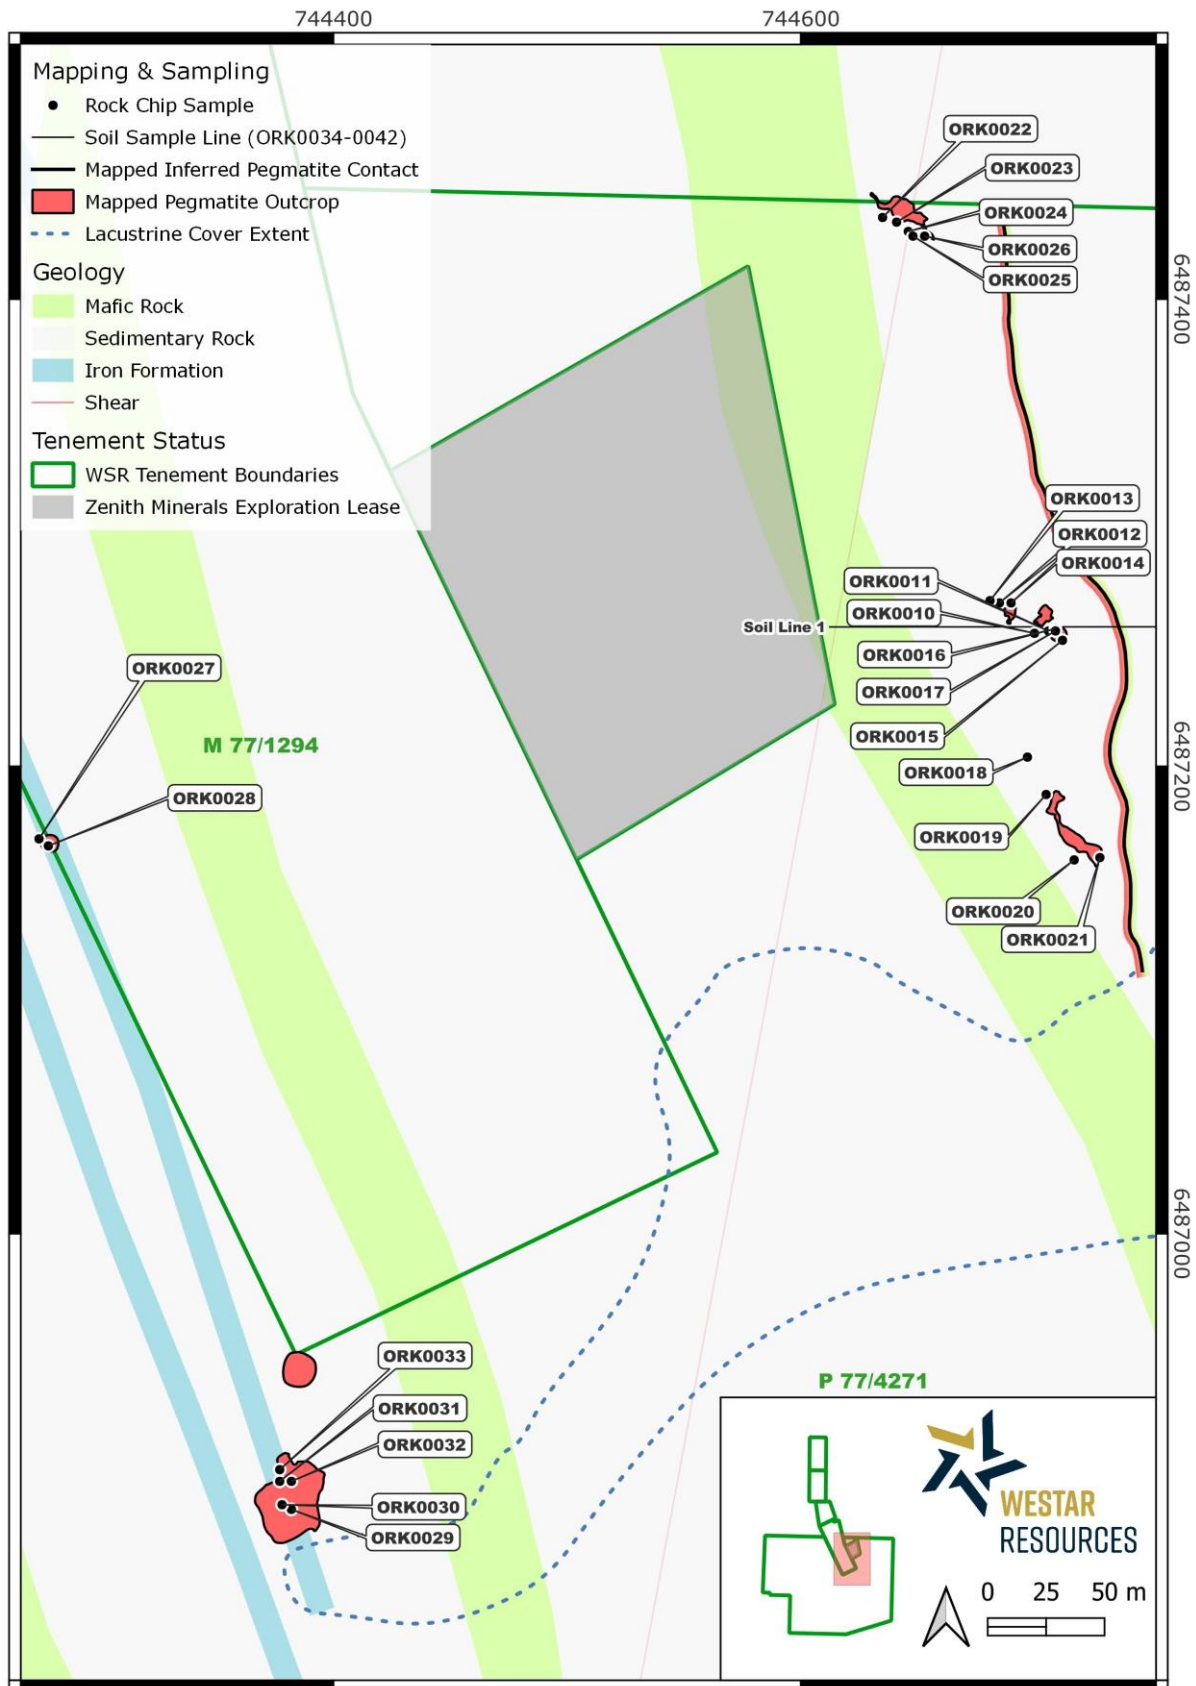 744400
744600
Mapping & Sampling
Rock Chip Sample
Soil Sample Line (ORK0034-0042)
Mapped Inferred Pegmatite Contact
Mapped Pegmatite Outcrop
Lacustrine Cover Extent
Geology
Mafic Rock
Sedimentary Rock
Iron Formation
Shear
Tenement Status
WSR Tenement Boundaries
Zenith Minerals Exploration Lease
ORK0022
ORK0023
ORK0024
ORK0026
ORK0025
6487400
ORK0013
ORK0012
ORK0014
ORK0011
ORK0010
Soil Line 1
ORK0016
ORK0017
ORK0015
ORK0018
ORK0027
M 77/1294
ORK0028
6487200
ORK0019
ORK0020
ORK0021
6487000
ORK0033
ORK0031
ORK0032
ORK0030
ORK0029
P 77/4271
WESTAR
RESOURCES
0 25 50 m